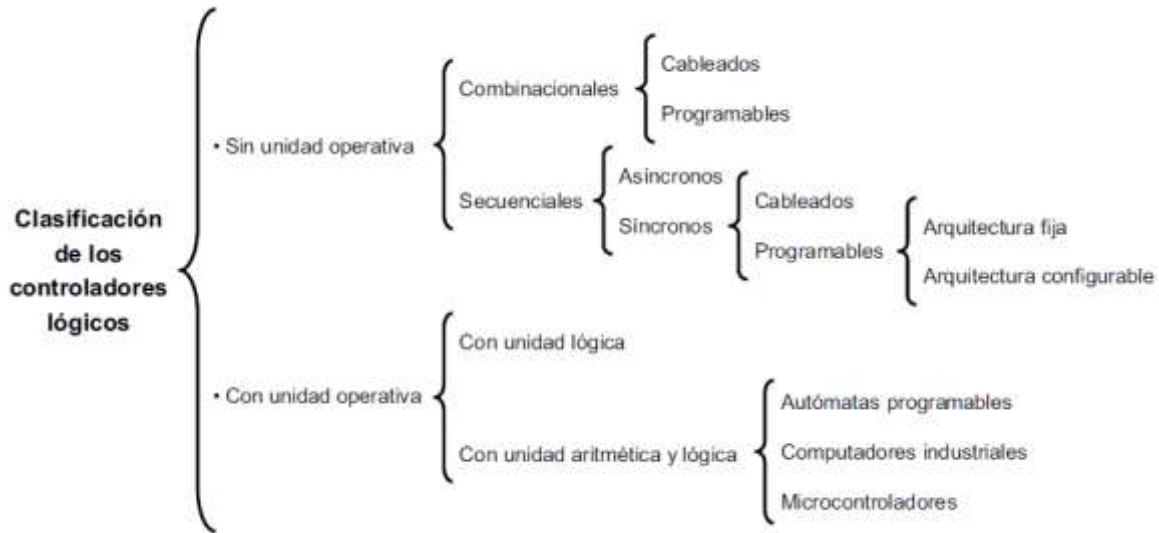 Clasificación
de los
controladores
lógicos
• Sin unidad operativa
Combinacionales
Cableados
Programables
Secuenciales
Asíncronos
Síncronos
Cableados
Programables
Arquitectura fija
Arquitectura configurable
• Con unidad operativa
Con unidad lógica
Con unidad aritmética y lógica
Autómatas programables
Computadores industriales
Microcontroladores